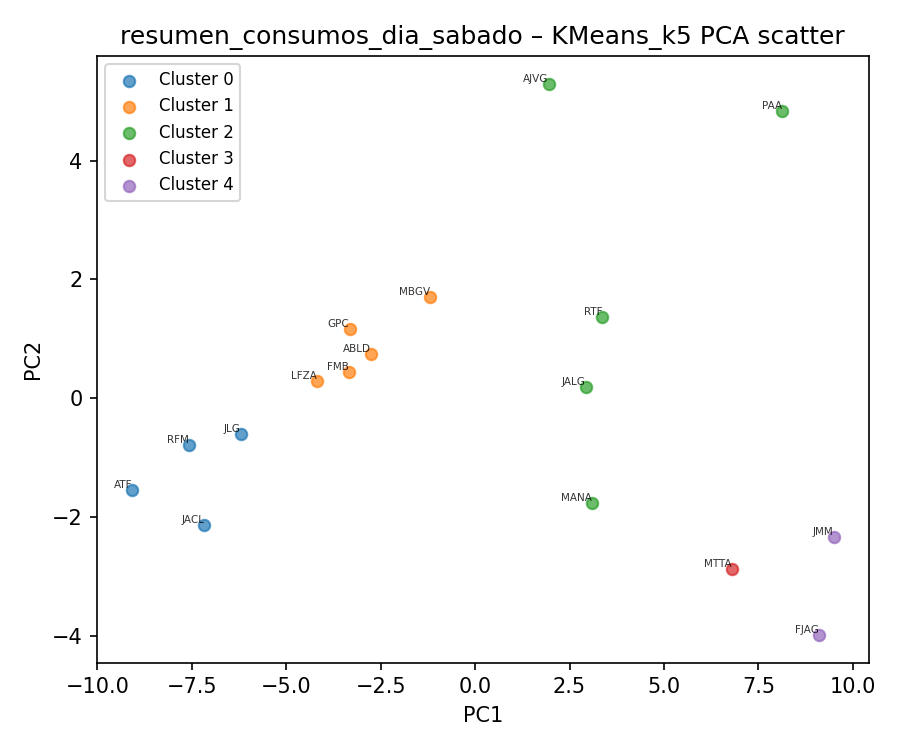 resumen_consumos_dia_sabado – KMeans_k5 PCA scatter
Cluster 0
Cluster 1
Cluster 2
Cluster 3
Cluster 4
AJVG
PAA
MBGV
GPC
RTF
ABLD
FMB
LFZA
JALG
JLG
RFM
ATF
JACL
MANA
JMM
MTTA
FJAG
4
2
0
−2
−4
PC2
−10.0 −7.5 −5.0 −2.5 0.0 2.5 5.0 7.5 10.0
PC1